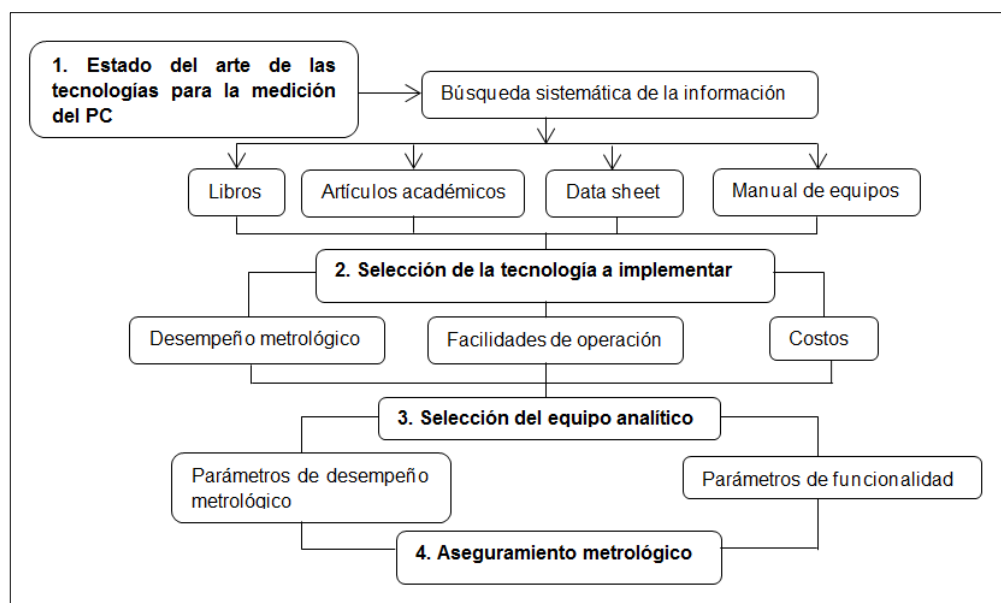 1. Estado del arte de las
tecnologías para la medición
del PC
Búsqueda sistemática de la información
Libros
Artículos académicos
Data sheet
Manual de equipos
2. Selección de la tecnología a implementar
Desempeño metrológico
Facilidades de operación
Costos
3. Selección del equipo analítico
Parámetros de desempeño
metrológico
Parámetros de funcionalidad
4. Aseguramiento metrológico